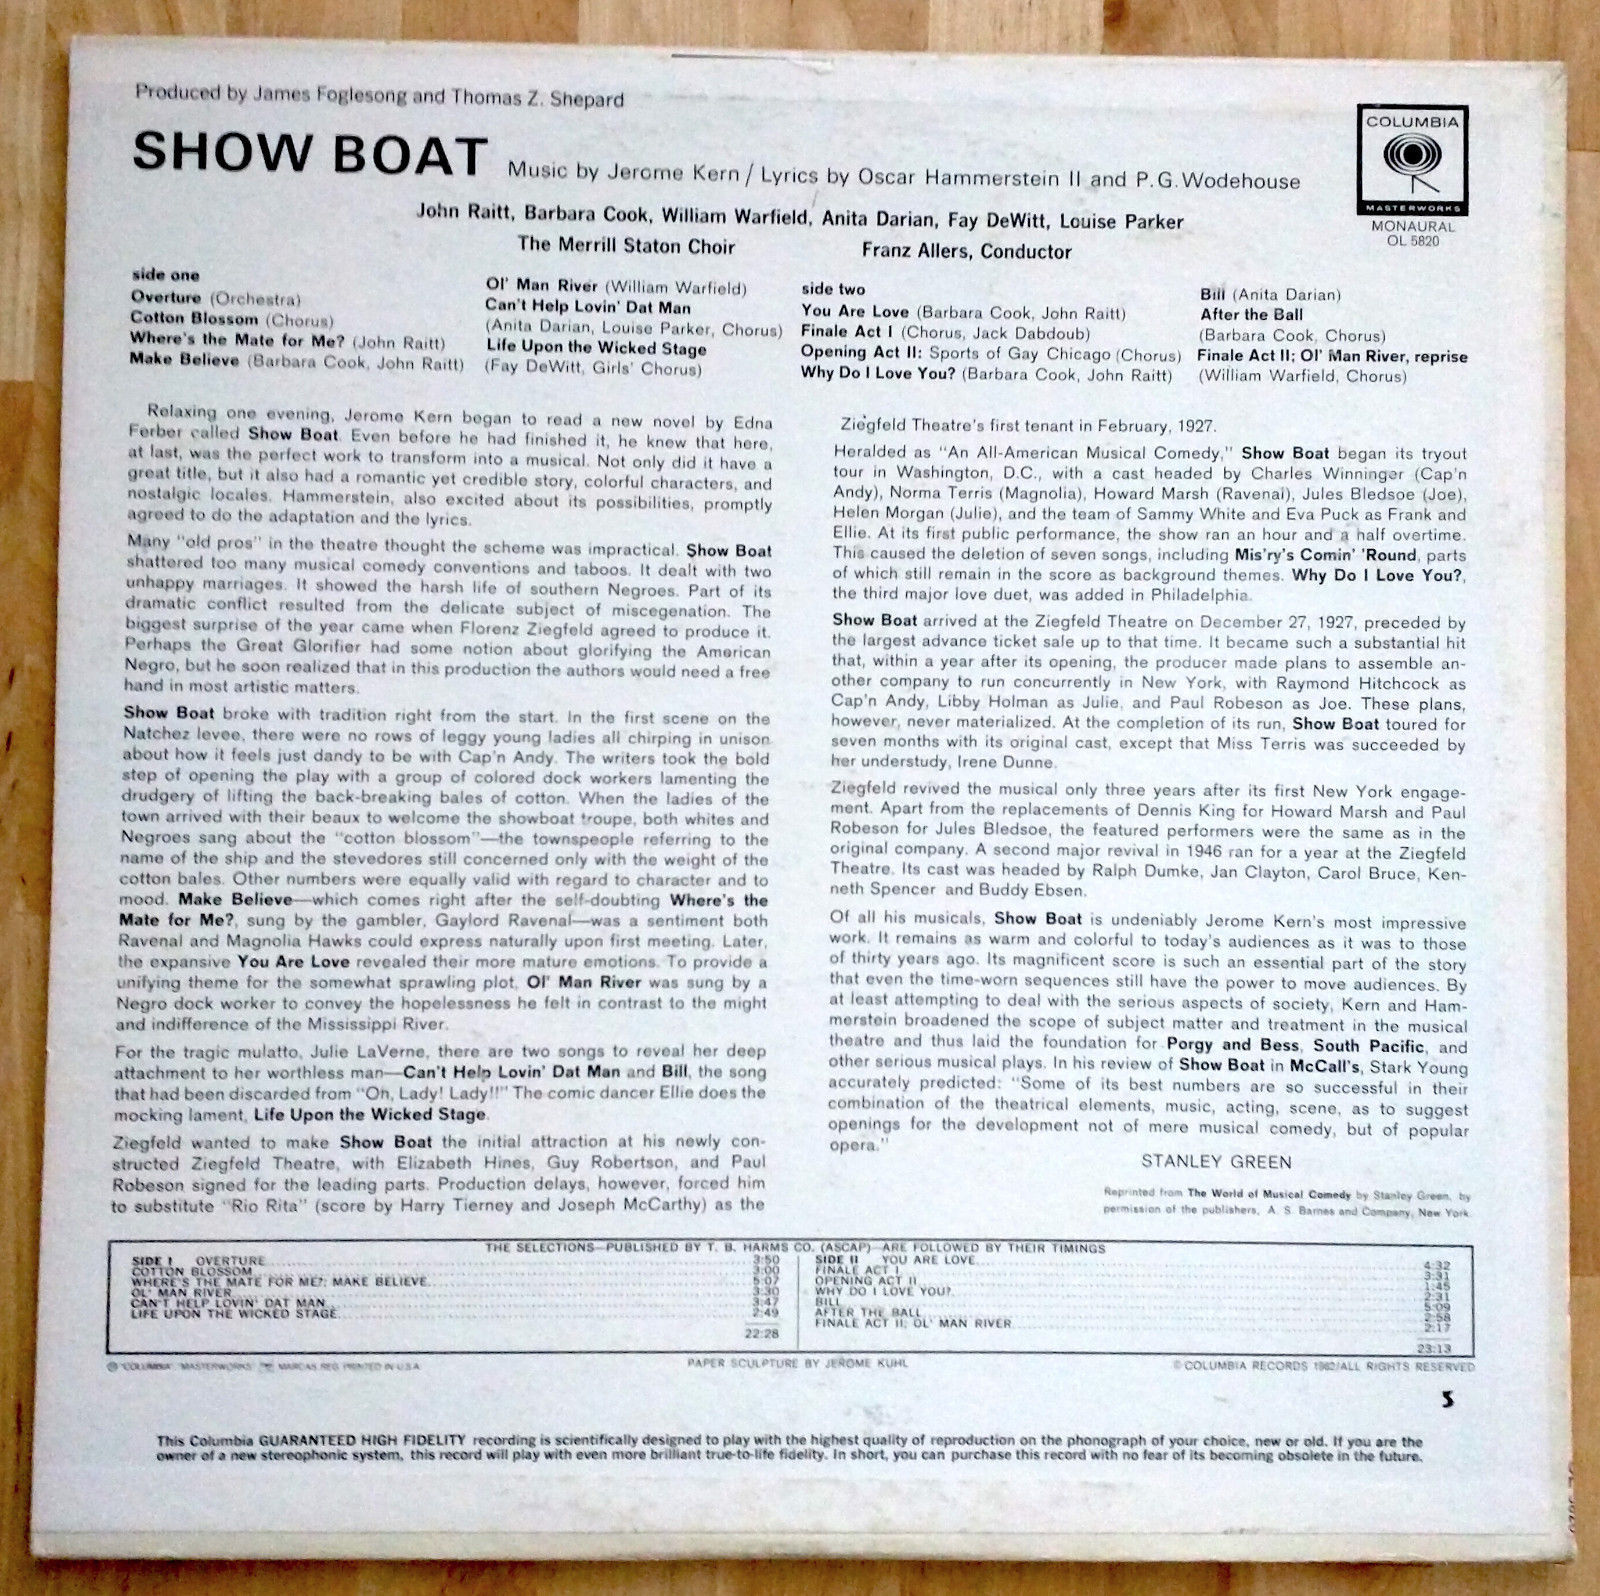 Produced by James Foglesong and Thomas Z. Shepard
SHOW BOAT Music by Jerome Kern / Lyrics by Oscar Hammerstein II and P.G. Wodehouse
COLUMBIA
MASTERWORKS
MONAURAL
OL 5820
John Raitt, Barbara Cook, William Warfield, Anita Darian, Fay DeWitt, Louise Parker
The Merrill Staton Choir Franz Allers, Conductor
side one
Overture (Orchestra)
Cotton Blossom (Chorus)
Where's the Mate for Me? (John Raitt)
Make Believe (Barbara Cook, John Raitt)
Ol' Man River (William Warfield)
Can't Help Lovin' Dat Man
(Anita Darian, Louise Parker, Chorus)
Life Upon the Wicked Stage
(Fay DeWitt, Girls' Chorus)
side two
You Are Love (Barbara Cook, John Raitt)
Finale Act I (Chorus, Jack Dabdoub)
Opening Act II: Sports of Gay Chicago (Chorus)
Why Do I Love You? (Barbara Cook, John Raitt)
Bill (Anita Darian)
After the Ball
(Barbara Cook, Chorus)
Finale Act II; Ol' Man River, reprise
(William Warfield, Chorus)
Relaxing one evening, Jerome Kern began to read a new novel by Edna
Ferber called Show Boat. Even before he had finished it, he knew that here,
at last, was the perfect work to transform into a musical. Not only did it have a
great title, but it also had a romantic yet credible story, colorful characters, and
nostalgic locales. Hammerstein, also excited about its possibilities, promptly
agreed to do the adaptation and the lyrics.
Many "old pros" in the theatre thought the scheme was impractical. Show Boat
shattered too many musical comedy conventions and taboos. It dealt with two
unhappy marriages. It showed the harsh life of southern Negroes. Part of its
dramatic conflict resulted from the delicate subject of miscegenation. The
biggest surprise of the year came when Florenz Ziegfeld agreed to produce it.
Perhaps the Great Glorifier had some notion about glorifying the American
Negro, but he soon realized that in this production the authors would need a free
hand in most artistic matters.
Show Boat broke with tradition right from the start. In the first scene on the
Natchez levee, there were no rows of leggy young ladies all chirping in unison
about how it feels just dandy to be with Cap'n Andy. The writers took the bold
step of opening the play with a group of colored dock workers lamenting the
drudgery of lifting the back-breaking bales of cotton. When the ladies of the
town arrived with their beaux to welcome the showboat troupe, both whites and
Negroes sang about the "cotton blossom"—the townspeople referring to the
name of the ship and the stevedores still concerned only with the weight of the
cotton bales. Other numbers were equally valid with regard to character and to
mood. Make Believe—which comes right after the self-doubting Where's the
Mate for Me?, sung by the gambler, Gaylord Ravenal—was a sentiment both
Ravenal and Magnolia Hawks could express naturally upon first meeting. Later,
the expansive You Are Love revealed their more mature emotions. To provide a
unifying theme for the somewhat sprawling plot, Ol' Man River was sung by a
Negro dock worker to convey the hopelessness he felt in contrast to the might
and indifference of the Mississippi River.
For the tragic mulatto, Julie LaVerne, there are two songs to reveal her deep
attachment to her worthless man—Can't Help Lovin' Dat Man and Bill, the song
that had been discarded from "Oh, Lady! Lady!!" The comic dancer Ellie does the
mocking lament, Life Upon the Wicked Stage.
Ziegfeld wanted to make Show Boat the initial attraction at his newly con-
structed Ziegfeld Theatre, with Elizabeth Hines, Guy Robertson, and Paul
Robeson signed for the leading parts. Production delays, however, forced him
to substitute "Rio Rita" (score by Harry Tierney and Joseph McCarthy) as the
Ziegfeld Theatre's first tenant in February, 1927.
Heralded as "An All-American Musical Comedy," Show Boat began its tryout
tour in Washington, D.C., with a cast headed by Charles Winninger (Cap'n
Andy), Norma Terris (Magnolia), Howard Marsh (Ravenal), Jules Bledsoe (Joe),
Helen Morgan (Julie), and the team of Sammy White and Eva Puck as Frank and
Ellie. At its first public performance, the show ran an hour and a half overtime.
This caused the deletion of seven songs, including Mis'ry's Comin' 'Round, parts
of which still remain in the score as background themes. Why Do I Love You?,
the third major love duet, was added in Philadelphia.
Show Boat arrived at the Ziegfeld Theatre on December 27, 1927, preceded by
the largest advance ticket sale up to that time. It became such a substantial hit
that, within a year after its opening, the producer made plans to assemble an-
other company to run concurrently in New York, with Raymond Hitchcock as
Cap'n Andy, Libby Holman as Julie, and Paul Robeson as Joe. These plans,
however, never materialized. At the completion of its run, Show Boat toured for
seven months with its original cast, except that Miss Terris was succeeded by
her understudy, Irene Dunne.
Ziegfeld revived the musical only three years after its first New York engage-
ment. Apart from the replacements of Dennis King for Howard Marsh and Paul
Robeson for Jules Bledsoe, the featured performers were the same as in the
original company. A second major revival in 1946 ran for a year at the Ziegfeld
Theatre. Its cast was headed by Ralph Dumke, Jan Clayton, Carol Bruce, Ken-
neth Spencer and Buddy Ebsen.
Of all his musicals, Show Boat is undeniably Jerome Kern's most impressive
work. It remains as warm and colorful to today's audiences as it was to those
of thirty years ago. Its magnificent score is such an essential part of the story
that even the time-worn sequences still have the power to move audiences. By
at least attempting to deal with the serious aspects of society, Kern and Ham-
merstein broadened the scope of subject matter and treatment in the musical
theatre and thus laid the foundation for Porgy and Bess, South Pacific, and
other serious musical plays. In his review of Show Boat in McCall's, Stark Young
accurately predicted: "Some of its best numbers are so successful in their
combination of the theatrical elements, music, acting, scene, as to suggest
openings for the development not of mere musical comedy, but of popular
opera."
STANLEY GREEN
Reprinted from The World of Musical Comedy by Stanley Green, by
permission of the publishers, A. S. Barnes and Company, New York.
THE SELECTIONS—PUBLISHED BY T. B. HARMS CO. (ASCAP)—ARE FOLLOWED BY THEIR TIMINGS
SIDE I OVERTURE 3:50
COTTON BLOSSOM 3:00
WHERE'S THE MATE FOR ME?; MAKE BELIEVE 5:07
OL' MAN RIVER 3:30
CAN'T HELP LOVIN' DAT MAN 3:47
LIFE UPON THE WICKED STAGE 2:49
22:28
SIDE II YOU ARE LOVE 4:32
FINALE ACT I 3:31
OPENING ACT II 1:45
WHY DO I LOVE YOU? 2:31
BILL 5:09
AFTER THE BALL 2:58
FINALE ACT II; OL' MAN RIVER 2:17
23:13
® "COLUMBIA", "MASTERWORKS", MARCAS REG. PRINTED IN U.S.A.
PAPER SCULPTURE BY JEROME KUHL
© COLUMBIA RECORDS 1962/ALL RIGHTS RESERVED
5
This Columbia GUARANTEED HIGH FIDELITY recording is scientifically designed to play with the highest quality of reproduction on the phonograph of your choice, new or old. If you are the
owner of a new stereophonic system, this record will play with even more brilliant true-to-life fidelity. In short, you can purchase this record with no fear of its becoming obsolete in the future.